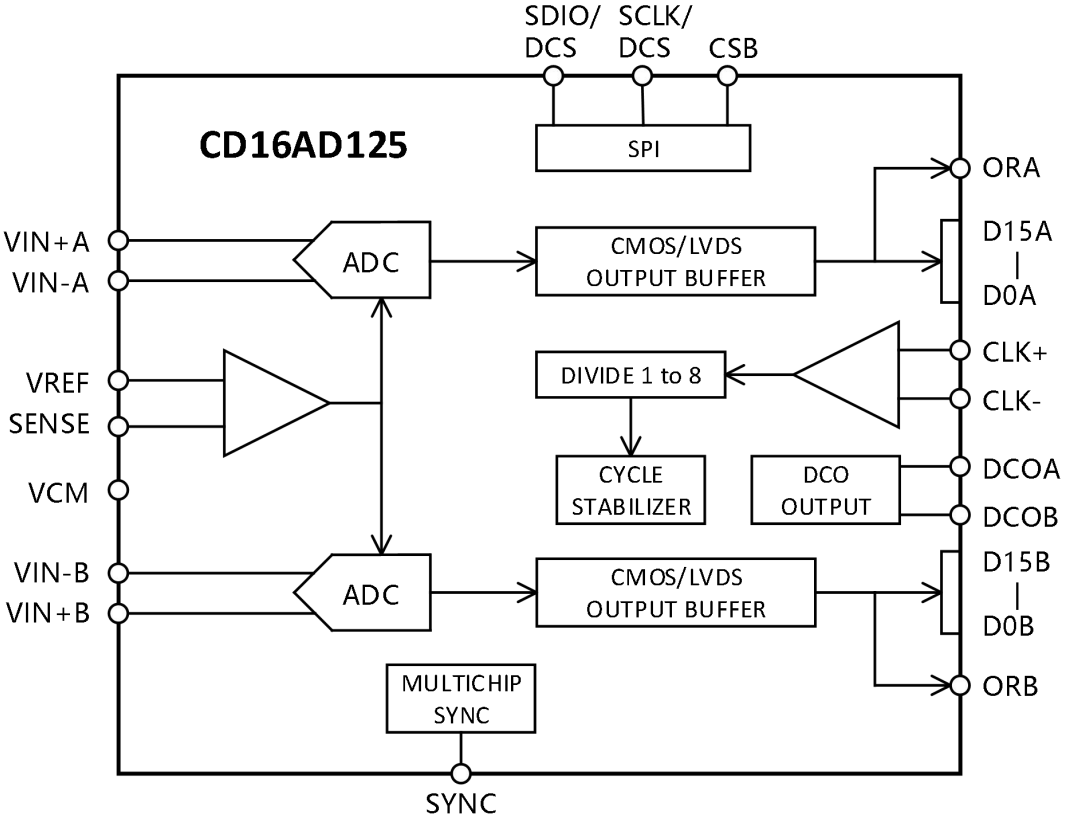 SDIO/
DCS
SCLK/
DCS
CSB
CD16AD125
SPI
ORA
VIN+A
VIN-A
ADC
CMOS/LVDS
OUTPUT BUFFER
D15A
|
D0A
VREF
SENSE
DIVIDE 1 to 8
CLK+
CLK-
VCM
CYCLE
STABILIZER
DCO
OUTPUT
DCOA
DCOB
VIN-B
VIN+B
ADC
CMOS/LVDS
OUTPUT BUFFER
D15B
|
D0B
MULTICHIP
SYNC
ORB
SYNC